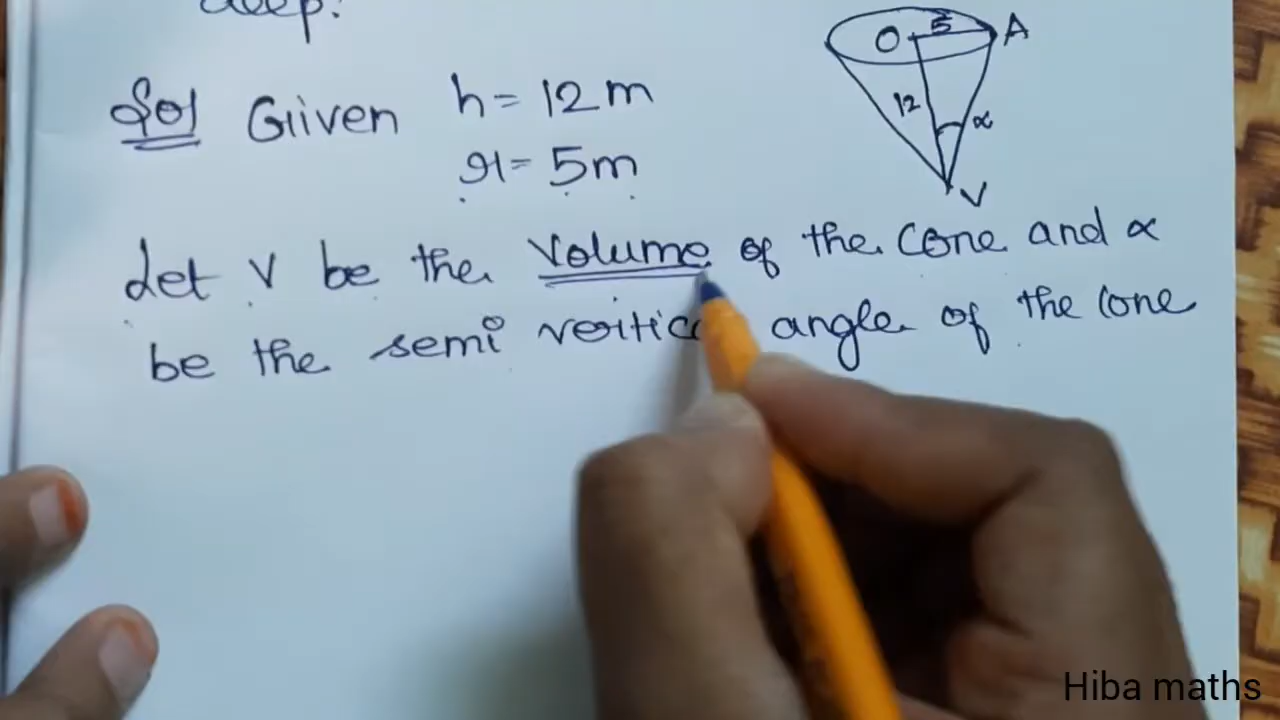 deep.
Sol Given h = 12 m
r = 5m
O 5 A
12 α
V
Let V be the volume of the cone and α
be the semi vertical angle of the cone
Hiba maths